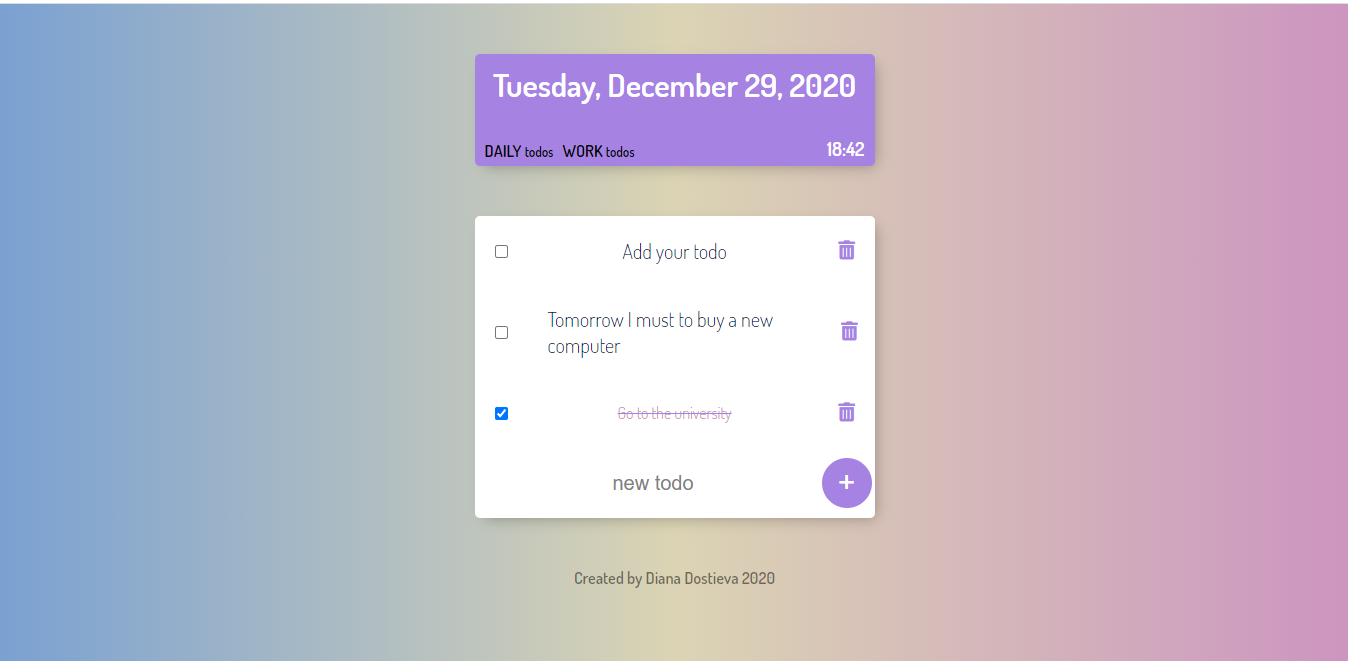 Tuesday, December 29, 2020
DAILY todos WORK todos 18:42
Add your todo
Tomorrow I must to buy a new
computer
Go to the university
new todo
+
Created by Diana Dostieva 2020